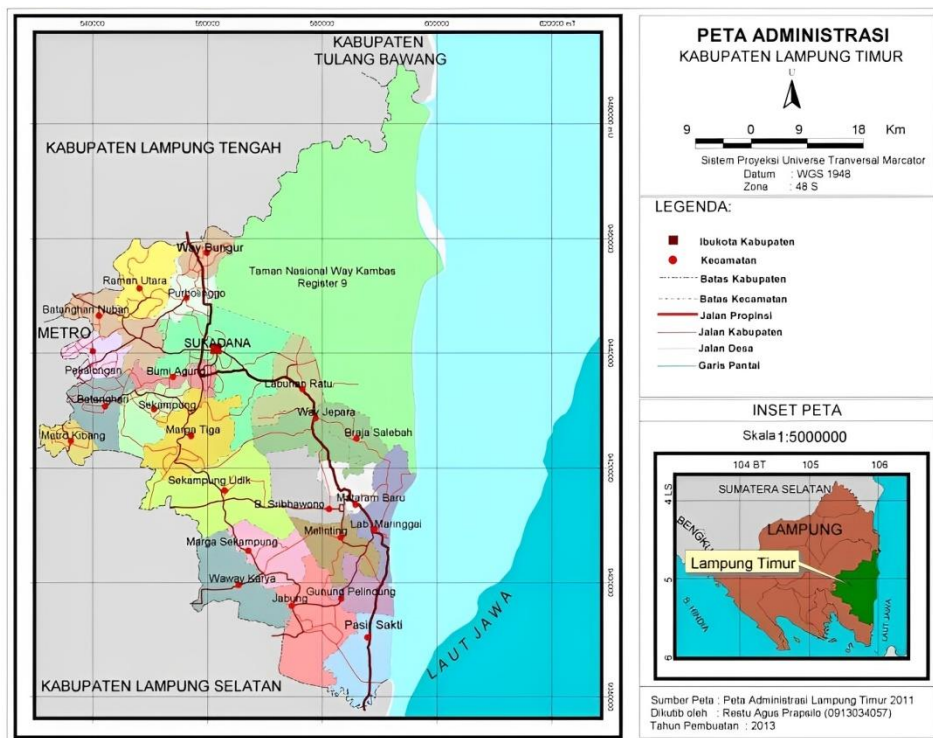 540000
560000
580000
600000
620000 mT
KABUPATEN
TULANG BAWANG
KABUPATEN LAMPUNG TENGAH
Way Bungur
Taman Nasional Way Kambas
Register 9
Raman Utara
Purbolinggo
Batanghari Nuban
METRO
SUKADANA
Pekalongan
Bumi Agung
Labuhan Ratu
Batanghari
Sekampung
Way Jepara
Marga Tiga
Braja Salebah
Metro Kibang
Sekampung Udik
B. Sribhawono
Mataram Baru
Lab. Maringgai
Melinting
Marga Sekampung
Waway Karya
Gunung Pelindung
Jabung
Pasir Sakti
KABUPATEN LAMPUNG SELATAN
LAUT JAWA
PETA ADMINISTRASI
KABUPATEN LAMPUNG TIMUR
U
9 0 9 18 Km
Sistem Proyeksi Universe Tranversal Marcator
Datum : WGS 1948
Zona : 48 S
LEGENDA:
Ibukota Kabupaten
Kecamatan
Batas Kabupaten
Batas Kecamatan
Jalan Propinsi
Jalan Kabupaten
Jalan Desa
Garis Pantai
INSET PETA
Skala 1:5000000
104 BT 105 106
4 LS
5
6
SUMATERA SELATAN
LAMPUNG
Lampung Timur
S. HINDIA
LAUT JAWA
Sumber Peta : Peta Administrasi Lampung Timur 2011
Dikutib oleh : Restu Agus Prapsilo (0913034057)
Tahun Pembuatan : 2013